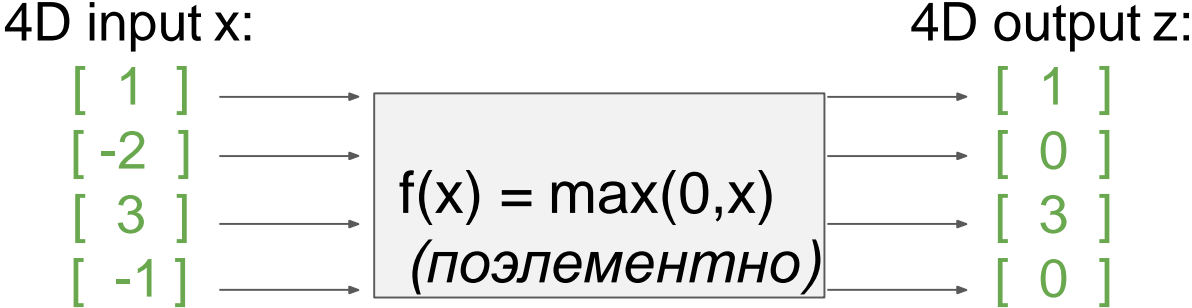 4D input x:
4D output z:
[ 1 ]
[ 1 ]
[ -2 ]
[ 0 ]
f(x) = max(0,x)
[ 3 ]
[ 3 ]
(поэлементно)
[ -1 ]
[ 0 ]